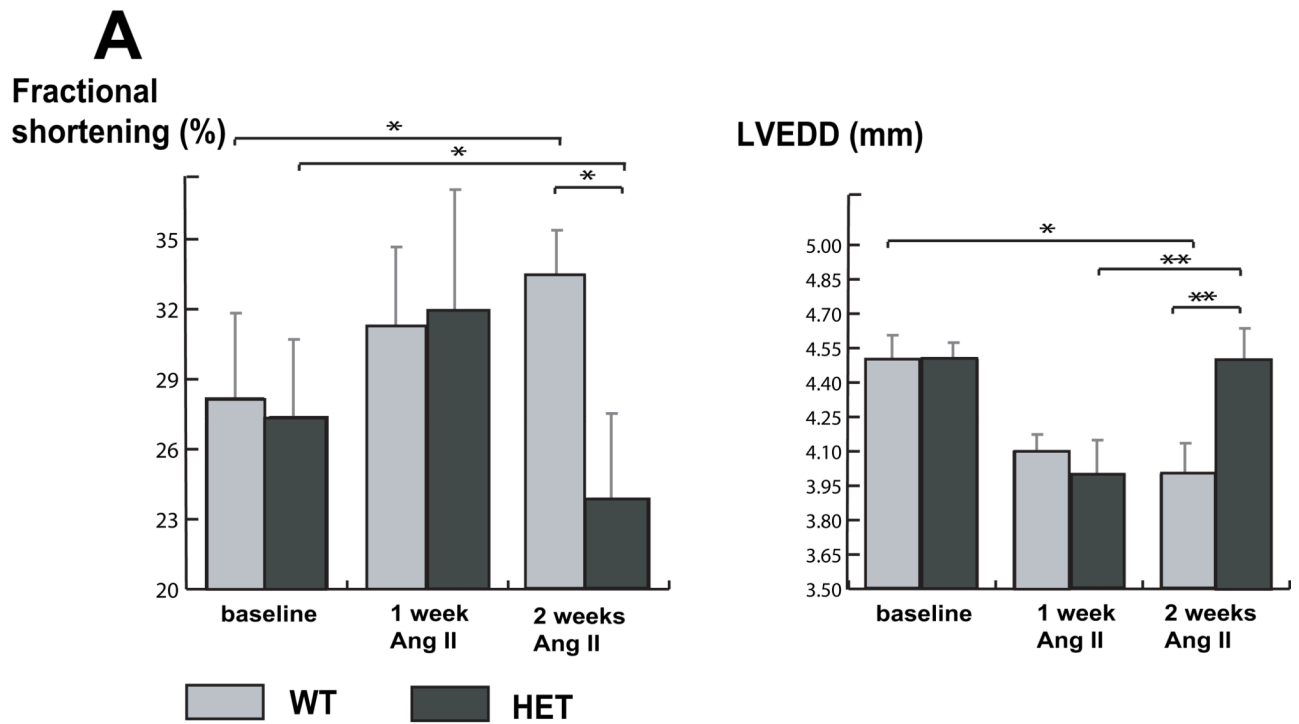 A
Fractional
shortening (%)
*
*
*
35
32
29
26
23
20
baseline
1 week
Ang II
2 weeks
Ang II
LVEDD (mm)
*
**
**
5.00
4.85
4.70
4.55
4.40
4.25
4.10
3.95
3.80
3.65
3.50
baseline
1 week
Ang II
2 weeks
Ang II
WT
HET